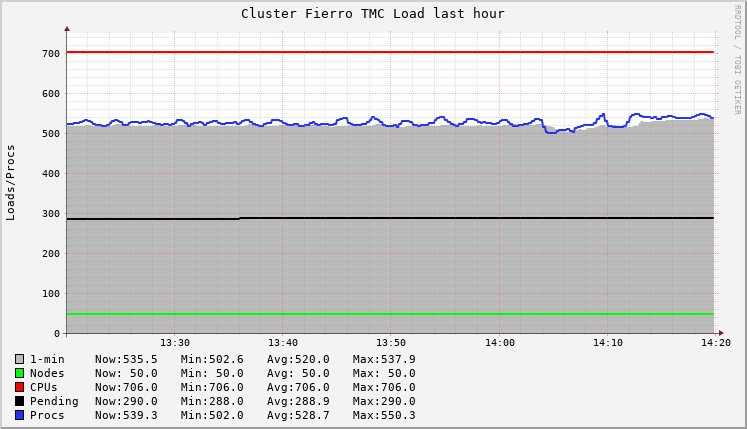 Cluster Fierro TMC Load last hour
RRDTOOL / TOBI OETIKER
Loads/Procs
700
600
500
400
300
200
100
0
13:30 13:40 13:50 14:00 14:10 14:20
1-min Now:535.5 Min:502.6 Avg:520.0 Max:537.9
Nodes Now: 50.0 Min: 50.0 Avg: 50.0 Max: 50.0
CPUs Now:706.0 Min:706.0 Avg:706.0 Max:706.0
Pending Now:290.0 Min:288.0 Avg:288.9 Max:290.0
Procs Now:539.3 Min:502.0 Avg:528.7 Max:550.3